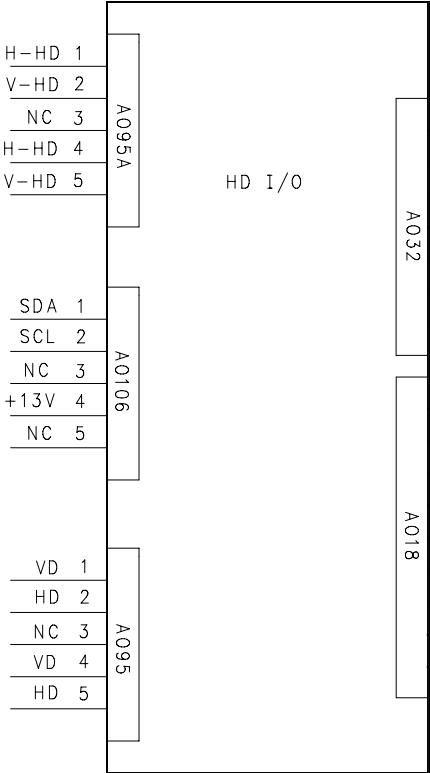 H-HD 1
V-HD 2
NC 3
H-HD 4
V-HD 5
A095A
HD I/O
A032
SDA 1
SCL 2
NC 3
+13V 4
NC 5
A0106
A018
VD 1
HD 2
NC 3
VD 4
HD 5
A095